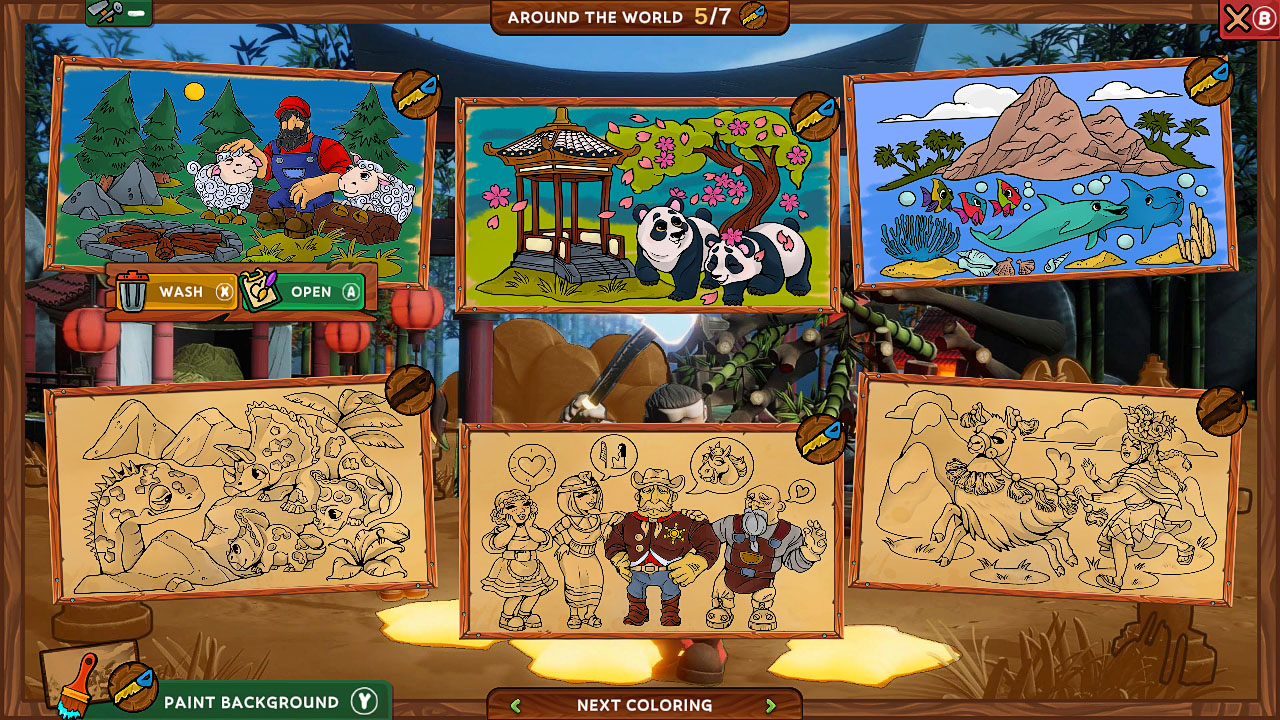 AROUND THE WORLD 5/7
B
WASH X
OPEN A
PAINT BACKGROUND Y
NEXT COLORING